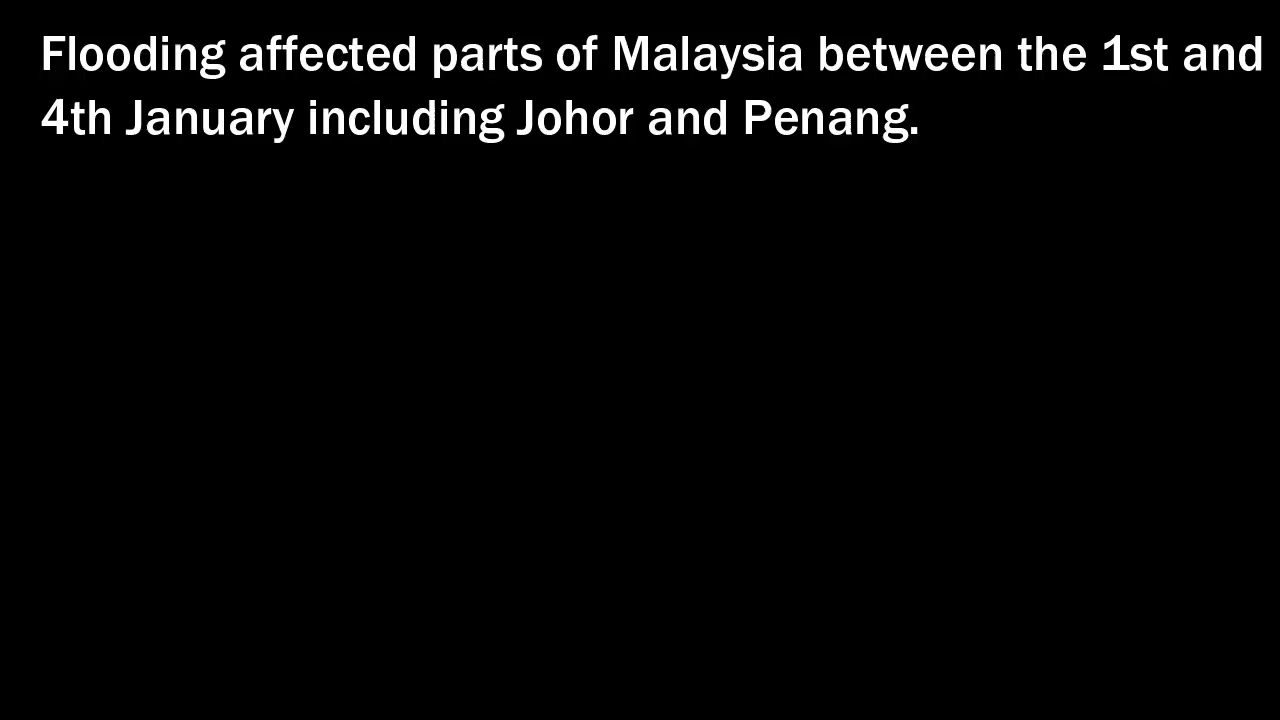 Flooding affected parts of Malaysia between the 1st and
4th January including Johor and Penang.